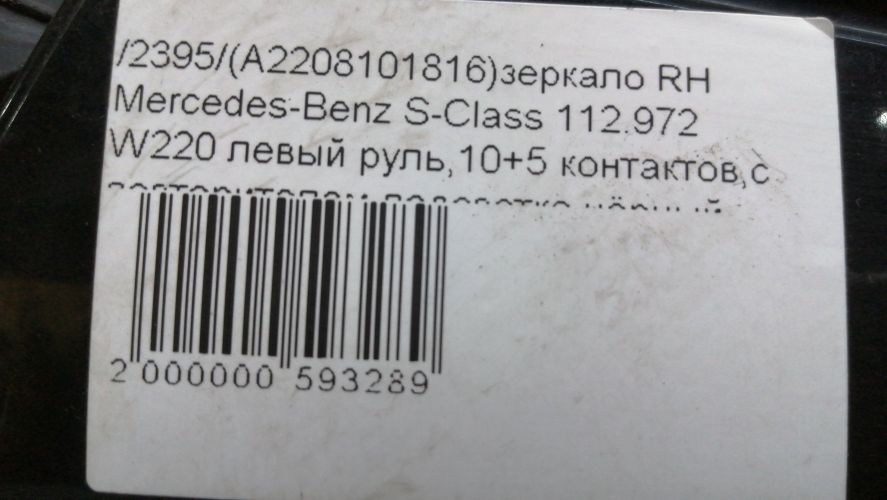 /2395/(A2208101816)зеркало RH
Mercedes-Benz S-Class 112.972
W220 левый руль,10+5 контактов,с
2 000000 593289